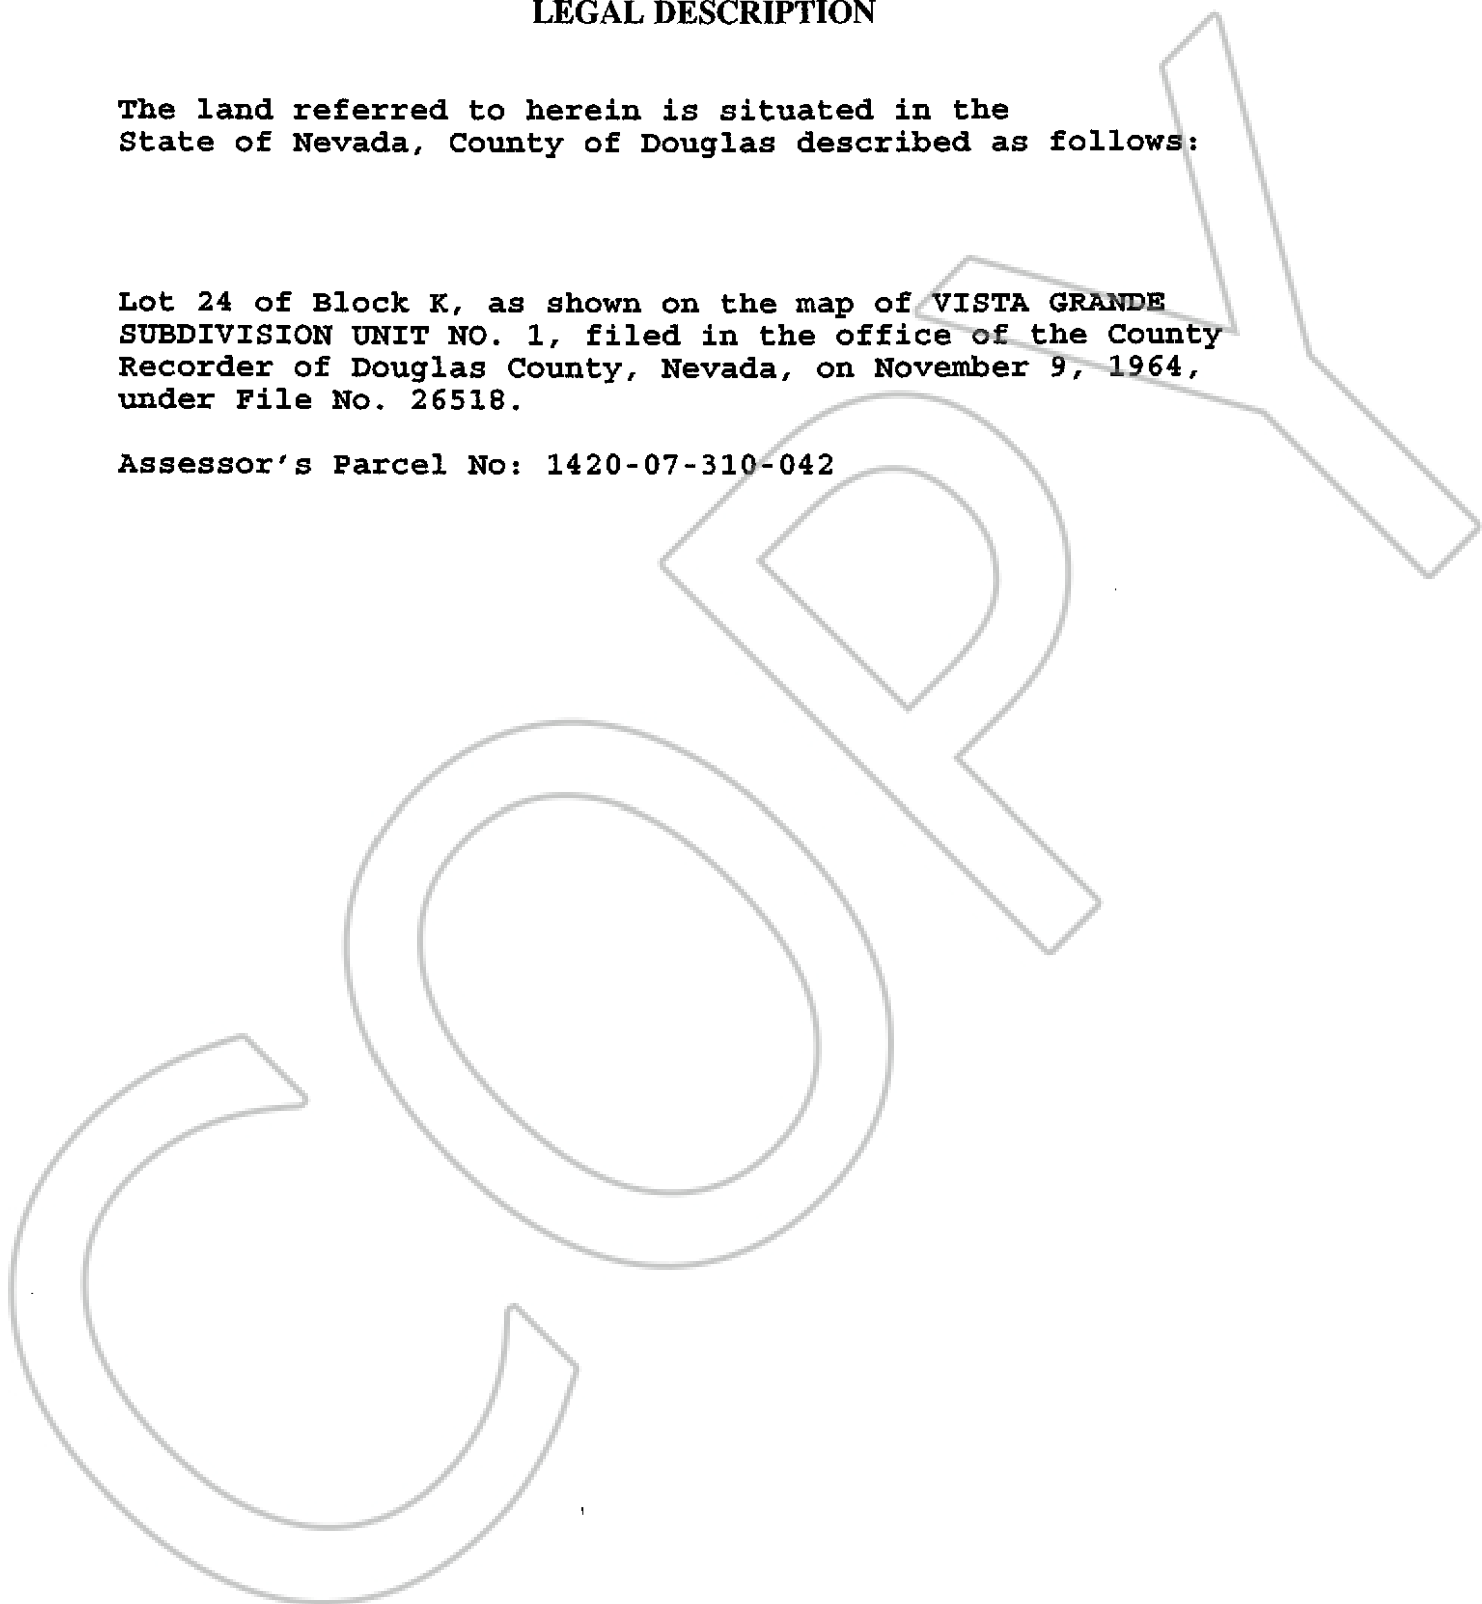 LEGAL DESCRIPTION
The land referred to herein is situated in the
State of Nevada, County of Douglas described as follows:
Lot 24 of Block K, as shown on the map of VISTA GRANDE
SUBDIVISION UNIT NO. 1, filed in the office of the County
Recorder of Douglas County, Nevada, on November 9, 1964,
under File No. 26518.
Assessor's Parcel No: 1420-07-310-042
COPY